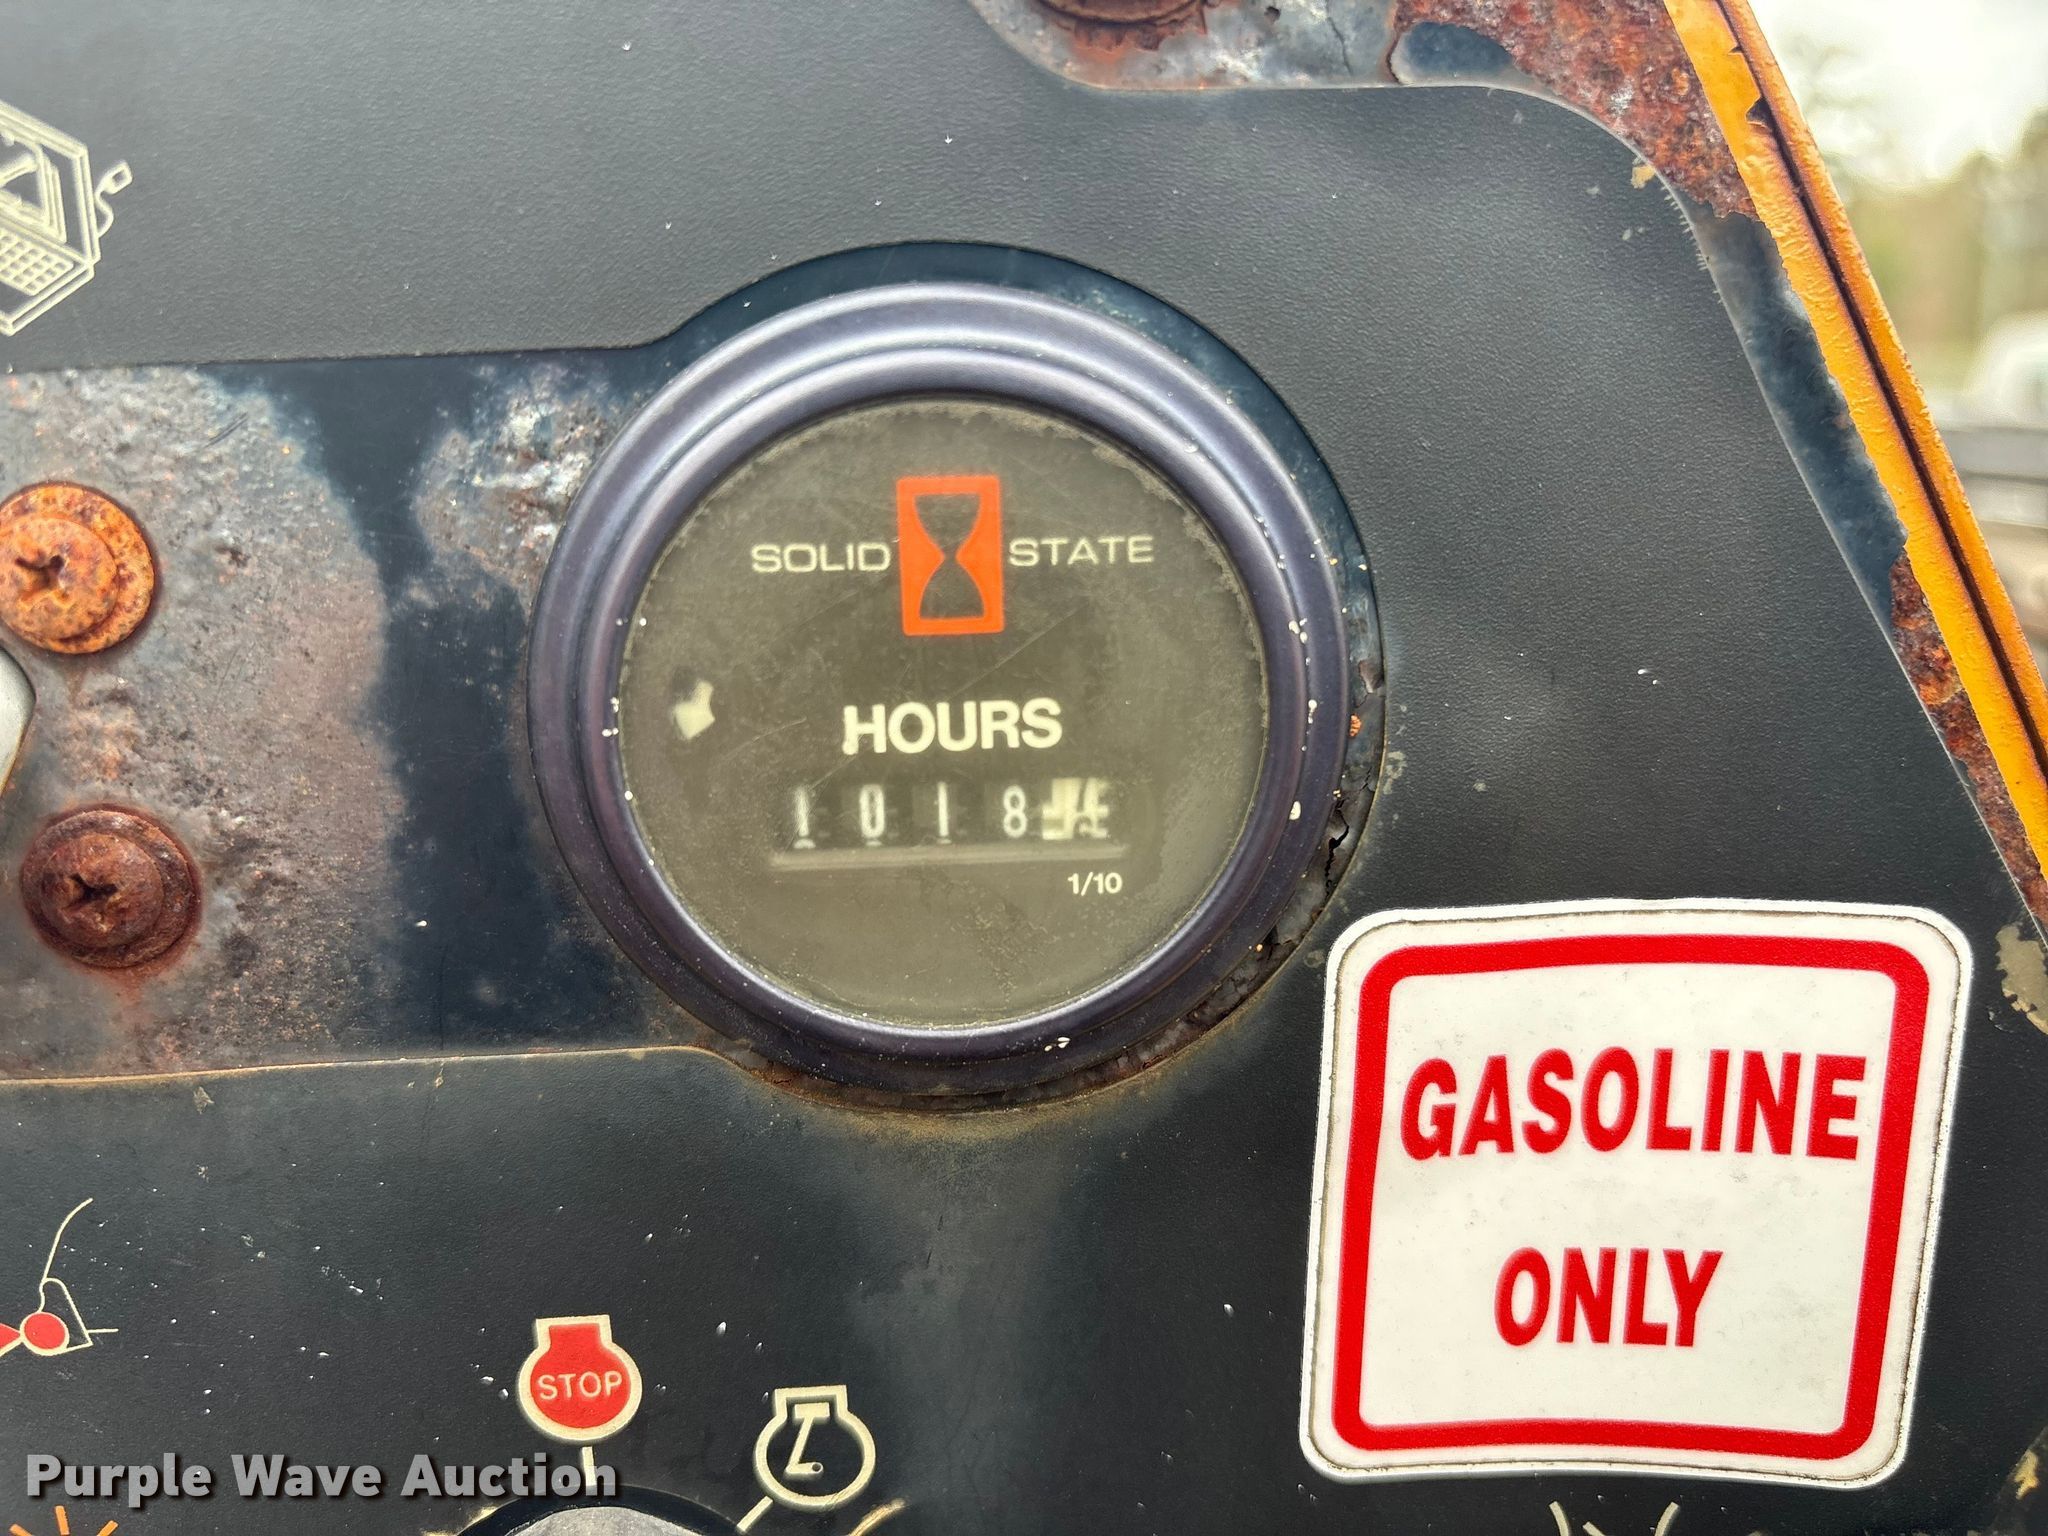 SOLID STATE
HOURS
1018
1/10
GASOLINE
ONLY
STOP
Purple Wave Auction